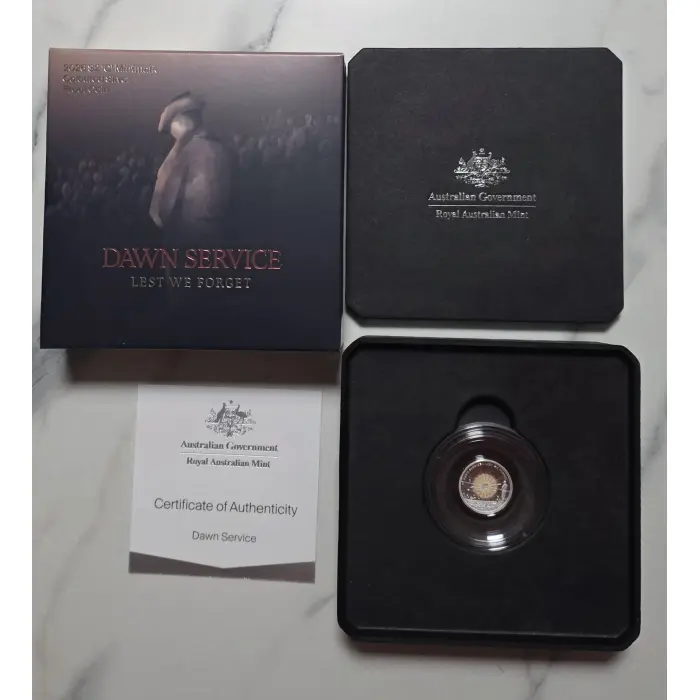 DAWN SERVICE
LEST WE FORGET
Australian Government
Royal Australian Mint
Australian Government
Royal Australian Mint
Certificate of Authenticity
Dawn Service